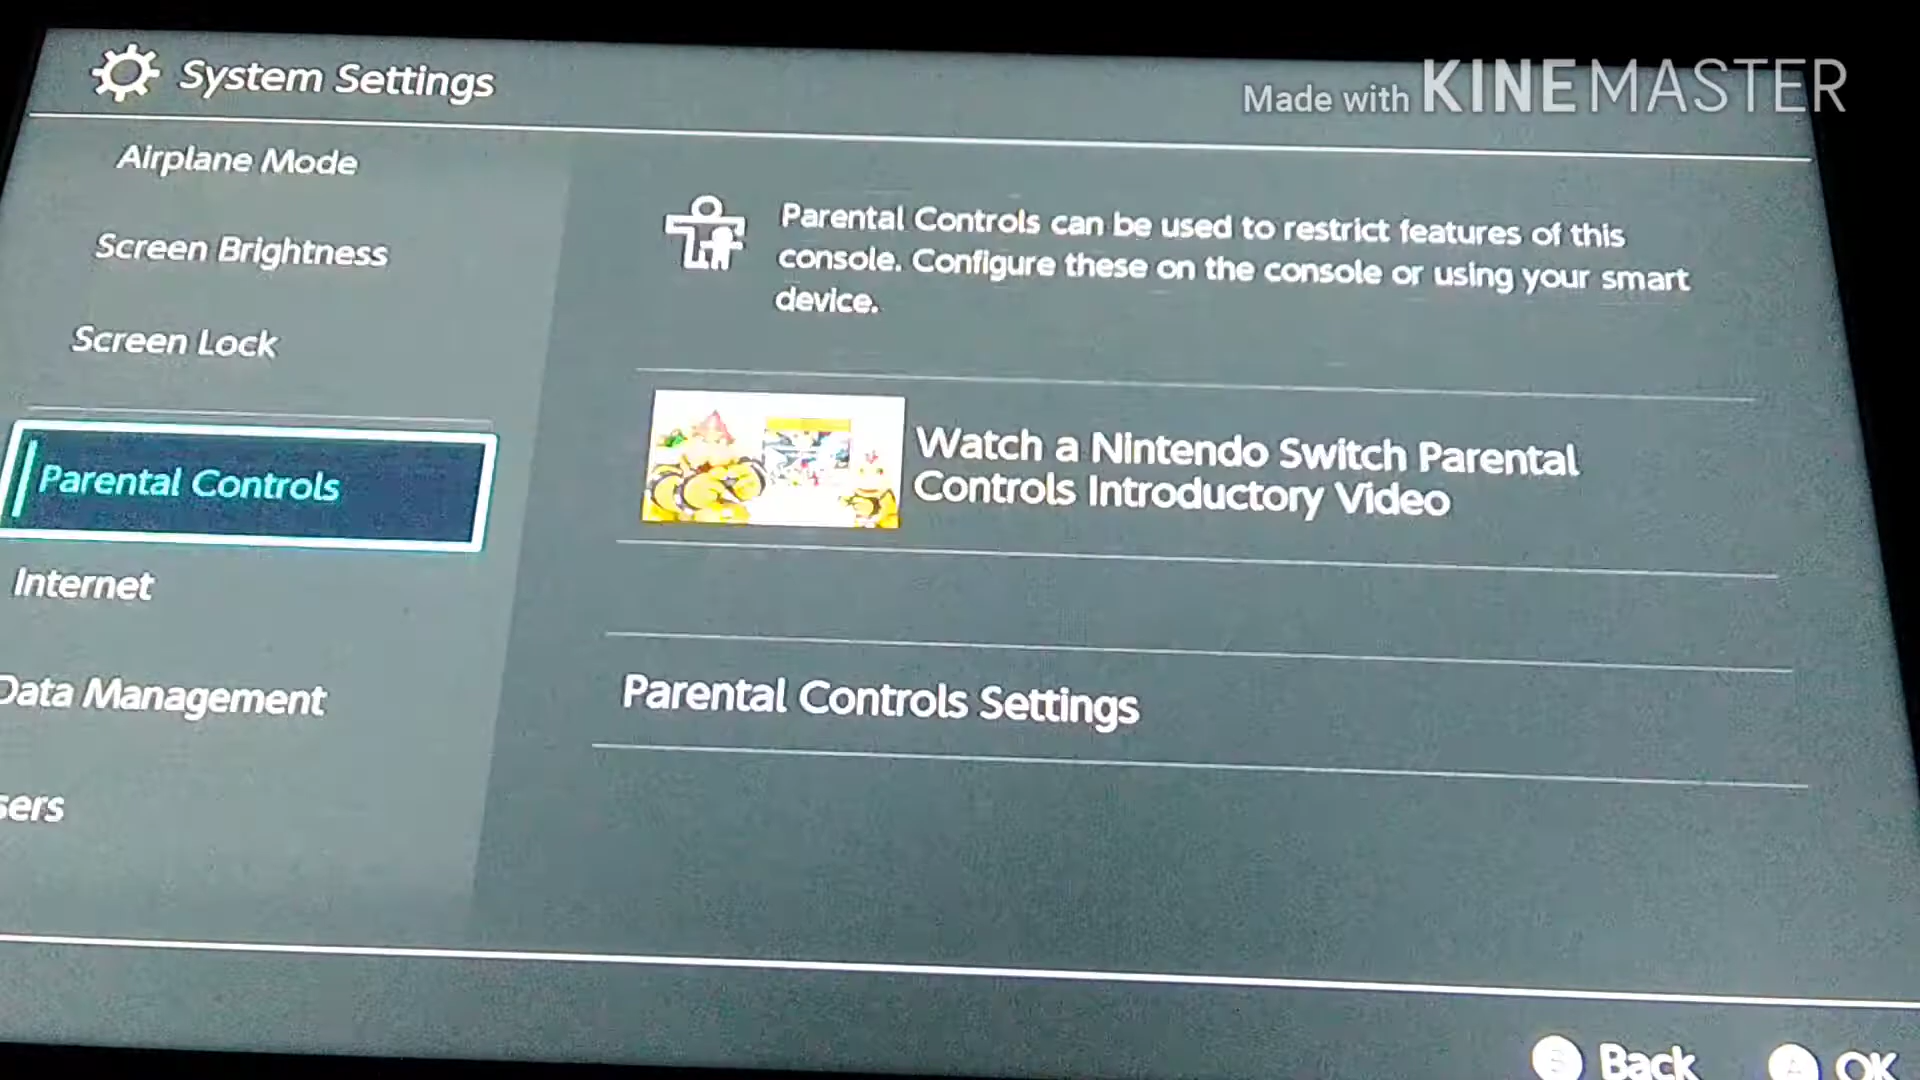 System Settings
Made with KINEMASTER
Airplane Mode
Screen Brightness
Screen Lock
Parental Controls
Internet
Data Management
sers
Parental Controls can be used to restrict features of this
console. Configure these on the console or using your smart
device.
Watch a Nintendo Switch Parental
Controls Introductory Video
Parental Controls Settings
B Back
A OK